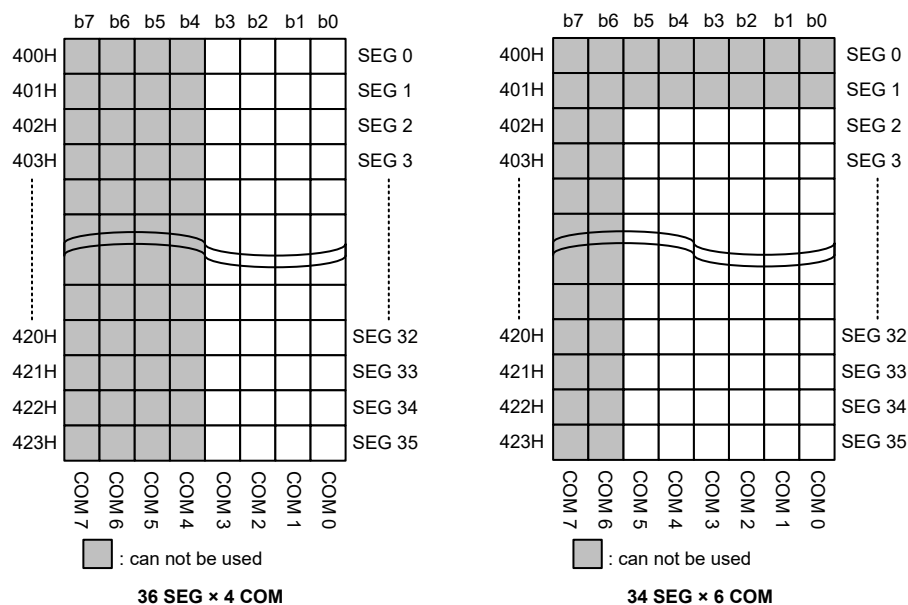 b7 b6 b5 b4 b3 b2 b1 b0
400H SEG 0
401H SEG 1
402H SEG 2
403H SEG 3
420H SEG 32
421H SEG 33
422H SEG 34
423H SEG 35
COM 7 COM 6 COM 5 COM 4 COM 3 COM 2 COM 1 COM 0
: can not be used
36 SEG × 4 COM
b7 b6 b5 b4 b3 b2 b1 b0
400H SEG 0
401H SEG 1
402H SEG 2
403H SEG 3
420H SEG 32
421H SEG 33
422H SEG 34
423H SEG 35
COM 7 COM 6 COM 5 COM 4 COM 3 COM 2 COM 1 COM 0
: can not be used
34 SEG × 6 COM